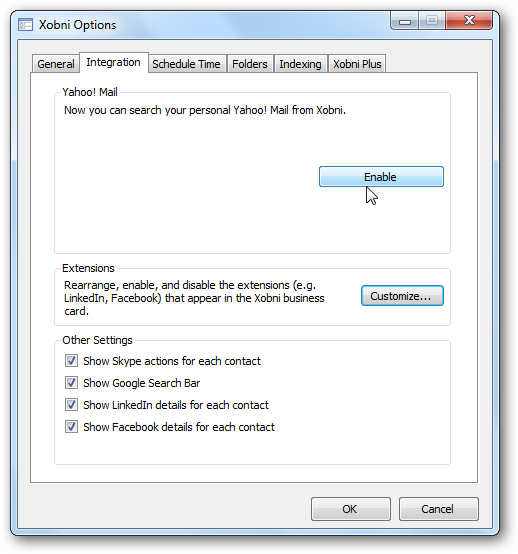 Xobni Options
General Integration Schedule Time Folders Indexing Xobni Plus
Yahoo! Mail
Now you can search your personal Yahoo! Mail from Xobni.
Enable
Extensions
Rearrange, enable, and disable the extensions (e.g.
LinkedIn, Facebook) that appear in the Xobni business
card.
Customize...
Other Settings
Show Skype actions for each contact
Show Google Search Bar
Show LinkedIn details for each contact
Show Facebook details for each contact
OK Cancel